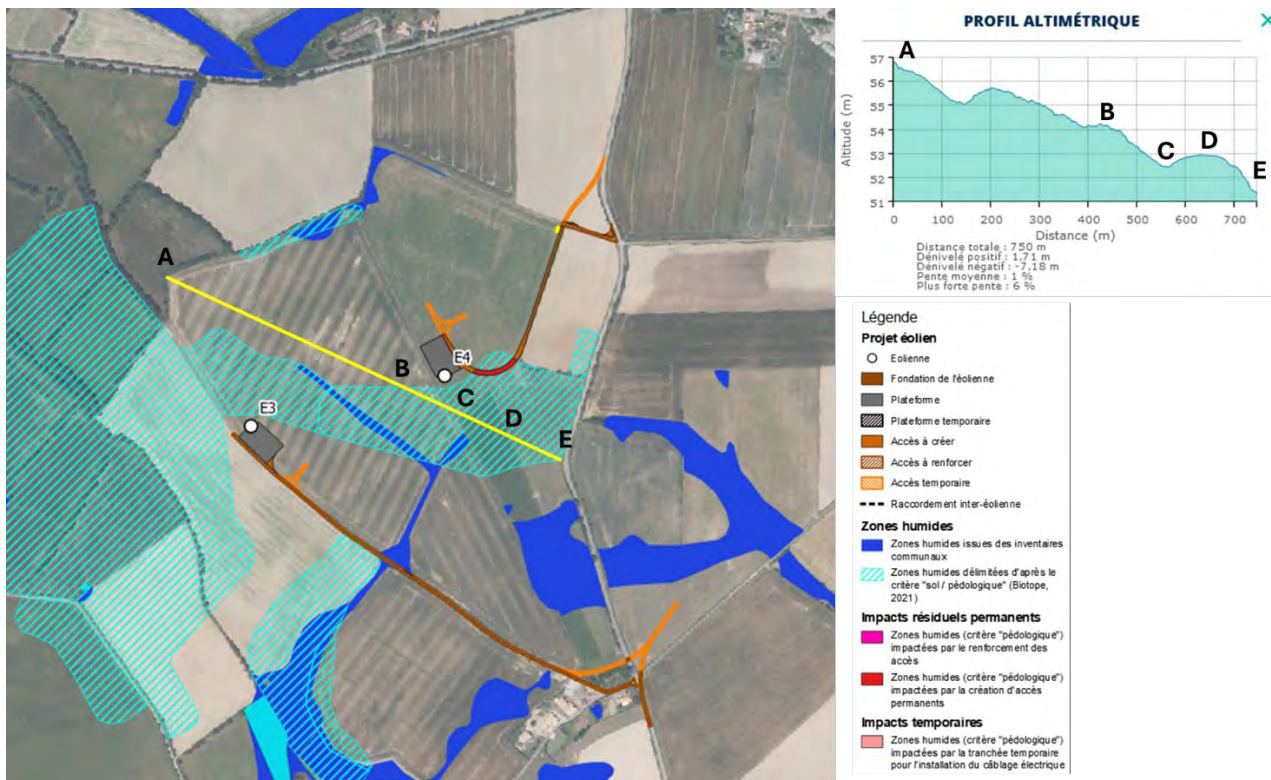 A
B
E4
C
D
E
E3
PROFIL ALTIMÉTRIQUE
×
57
56
55
54
53
52
51
Altitude (m)
A
B
C
D
E
0
100
200
300
400
500
600
700
Distance (m)
Distance totale : 750 m
Dénivelé positif : 1,71 m
Dénivelé négatif : -7,18 m
Pente moyenne : 1 %
Plus forte pente : 6 %
Légende
Projet éolien
Eolienne
Fondation de l'éolienne
Plateforme
Plateforme temporaire
Accès à créer
Accès à renforcer
Accès temporaire
Raccordement inter-éolienne
Zones humides
Zones humides issues des inventaires
communaux
Zones humides délimitées d'après le
critère "sol / pédologique" (Biotope,
2021)
Impacts résiduels permanents
Zones humides (critère "pédologique")
impactées par le renforcement des
accès
Zones humides (critère "pédologique")
impactées par la création d'accès
permanents
Impacts temporaires
Zones humides (critère "pédologique")
impactées par la tranchée temporaire
pour l'installation du câblage électrique